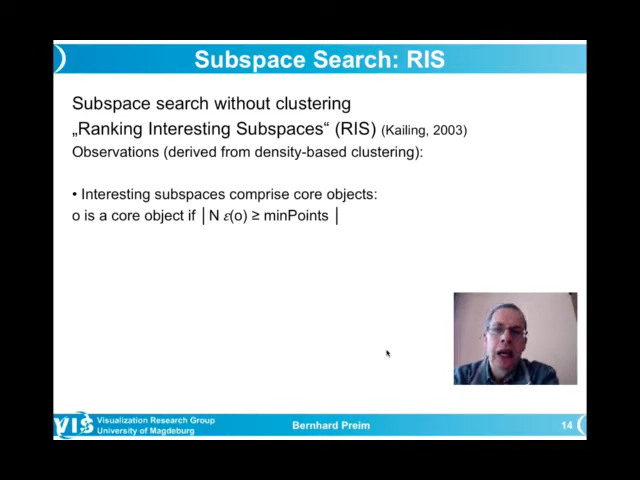 Subspace Search: RIS
Subspace search without clustering
„Ranking Interesting Subspaces“ (RIS) (Kailing, 2003)
Observations (derived from density-based clustering):
• Interesting subspaces comprise core objects:
o is a core object if │N ε(o) ≥ minPoints │
VIS
Visualization Research Group
University of Magdeburg
Bernhard Preim
14